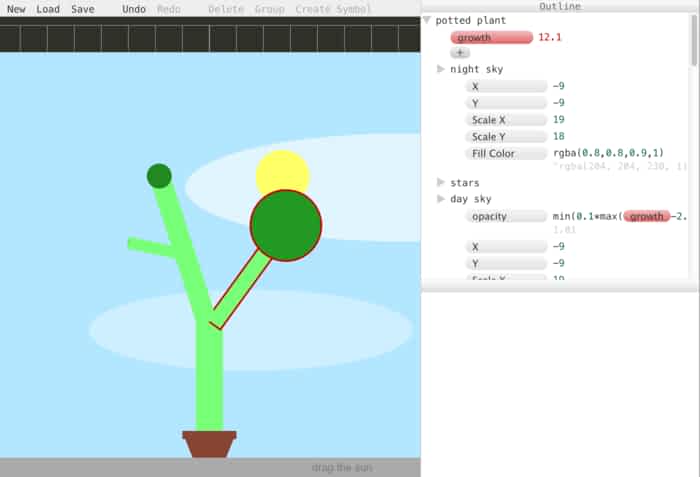 New Load Save Undo Redo Delete Group Create Symbol
drag the sun
Outline
potted plant
growth 12.1
+
night sky
X -9
Y -9
Scale X 19
Scale Y 18
Fill Color rgba(0.8,0.8,0.9,1)
"rgba(204, 204, 230, 1)
stars
day sky
opacity min(0.1*max( growth -2.
1.01
X -9
Y -9
Scale X 19